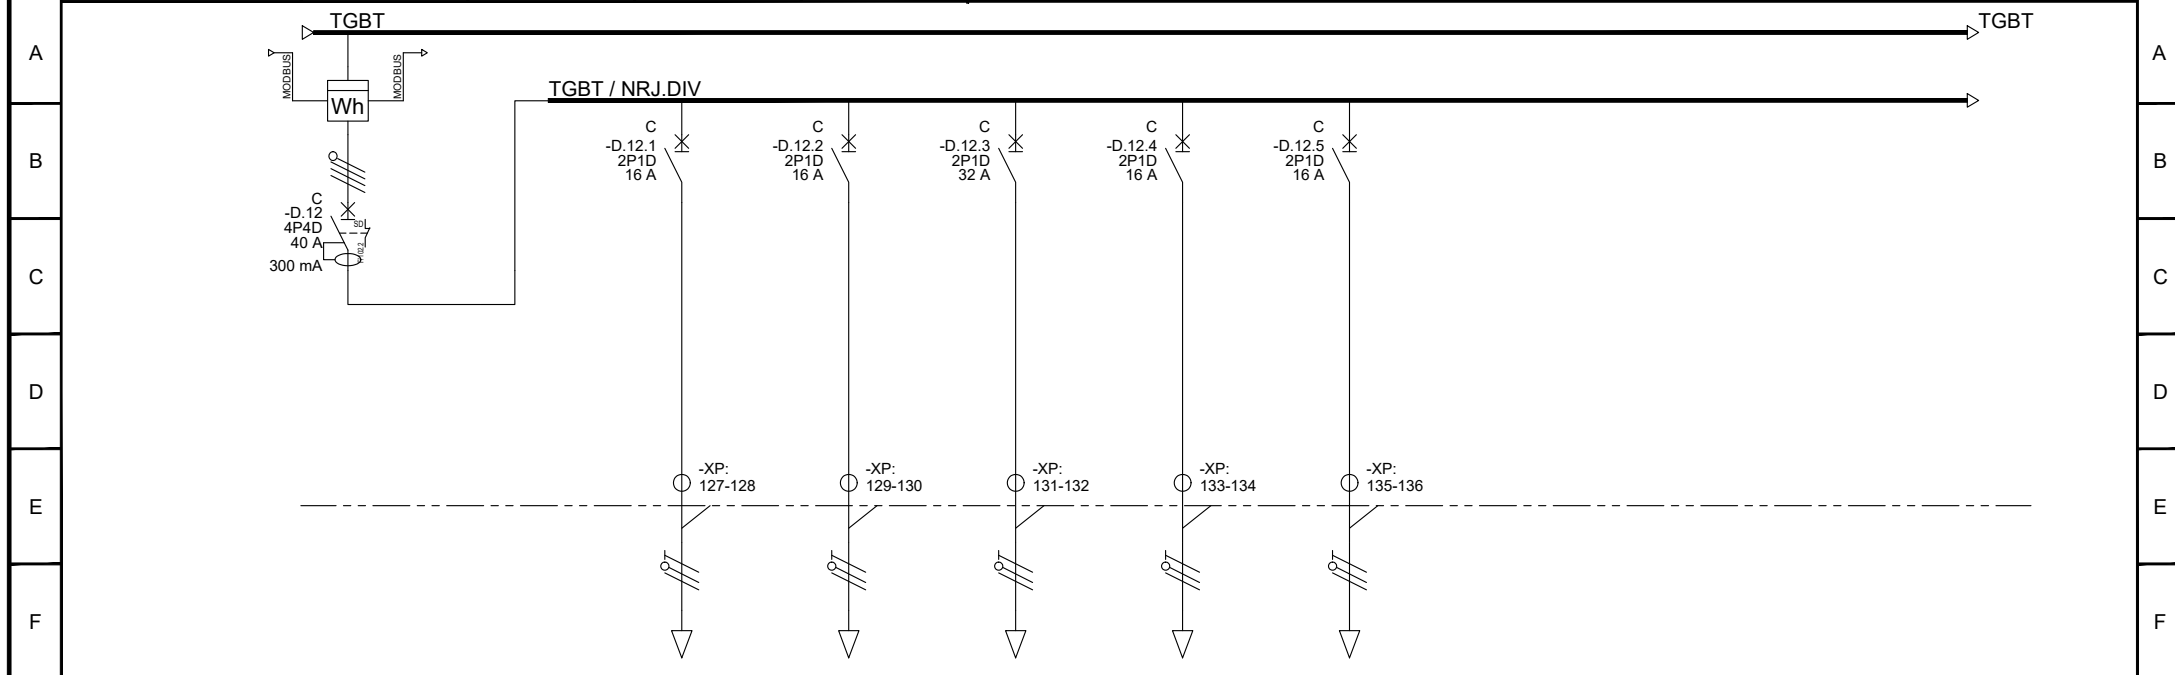 TGBT
TGBT
A
A
MODBUS
MODBUS
Wh
TGBT / NRJ.DIV
B
B
C
-D.12.1
2P1D
16 A
C
-D.12.2
2P1D
16 A
C
-D.12.3
2P1D
32 A
C
-D.12.4
2P1D
16 A
C
-D.12.5
2P1D
16 A
C
-D.12
4P4D
40 A
300 mA
SD
C
C
D
D
-XP:
127-128
-XP:
129-130
-XP:
131-132
-XP:
133-134
-XP:
135-136
E
E
F
F